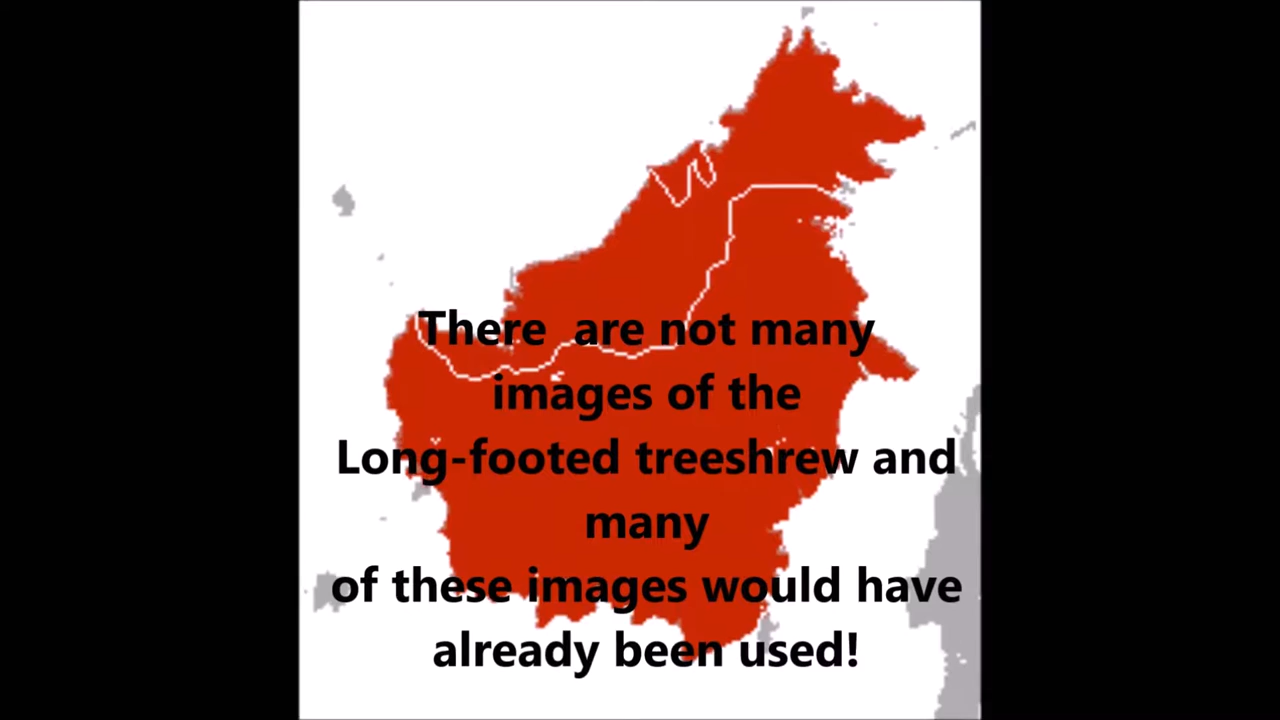 There  are not many
images of the
Long-footed treeshrew and
many
of these images would have
already been used!